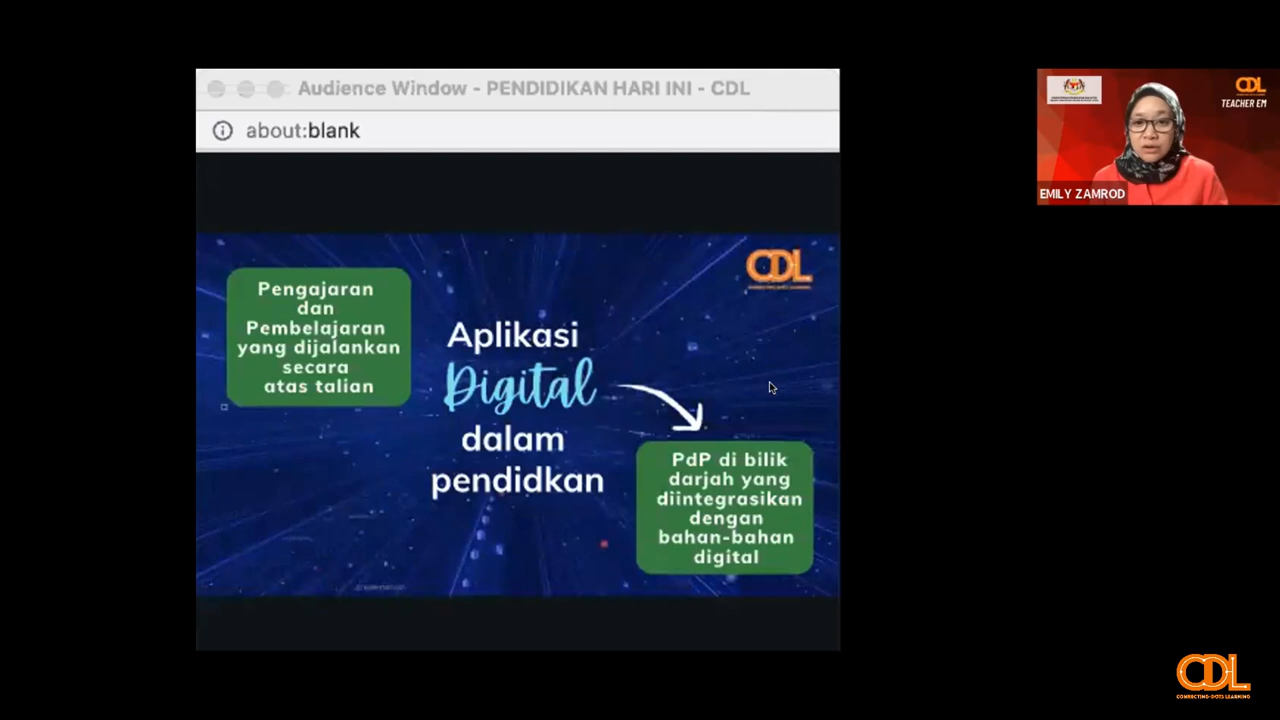 Audience Window - PENDIDIKAN HARI INI - CDL
about:blank
CDL
Pengajaran
dan
Pembelajaran
yang dijalankan
secara
atas talian
Aplikasi
Digital
dalam
pendidkan
PdP di bilik
darjah yang
diintegrasikan
dengan
bahan-bahan
digital
CDL
TEACHER EM
EMILY ZAMROD
CDL
CONNECTING-DOTS LEARNING